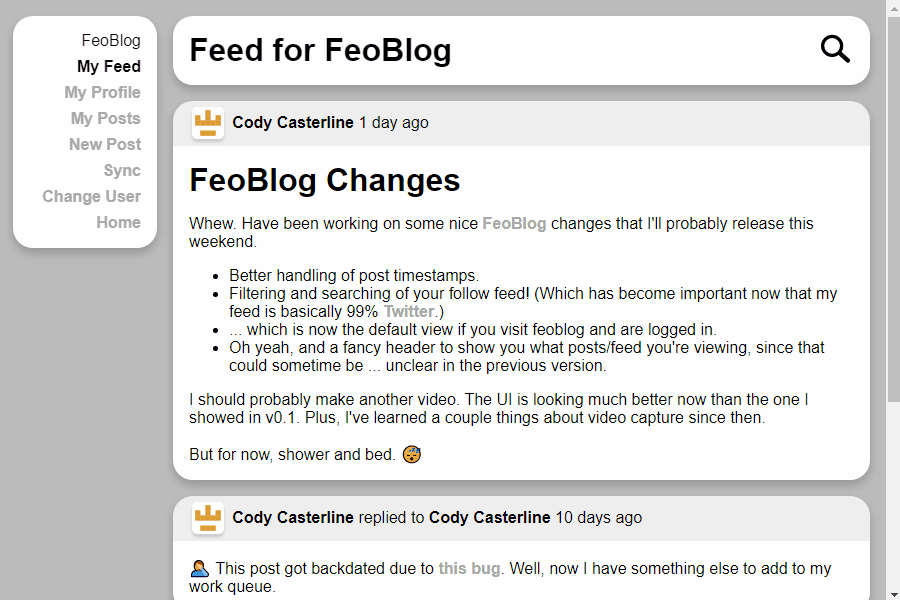 FeoBlog
My Feed
My Profile
My Posts
New Post
Sync
Change User
Home
Feed for FeoBlog
Cody Casterline 1 day ago
FeoBlog Changes
Whew. Have been working on some nice FeoBlog changes that I'll probably release this
weekend.
• Better handling of post timestamps.
• Filtering and searching of your follow feed! (Which has become important now that my
feed is basically 99% Twitter.)
• ... which is now the default view if you visit feoblog and are logged in.
• Oh yeah, and a fancy header to show you what posts/feed you're viewing, since that
could sometime be ... unclear in the previous version.
I should probably make another video. The UI is looking much better now than the one I
showed in v0.1. Plus, I've learned a couple things about video capture since then.
But for now, shower and bed. 😴
Cody Casterline replied to Cody Casterline 10 days ago
🤦 This post got backdated due to this bug. Well, now I have something else to add to my
work queue.